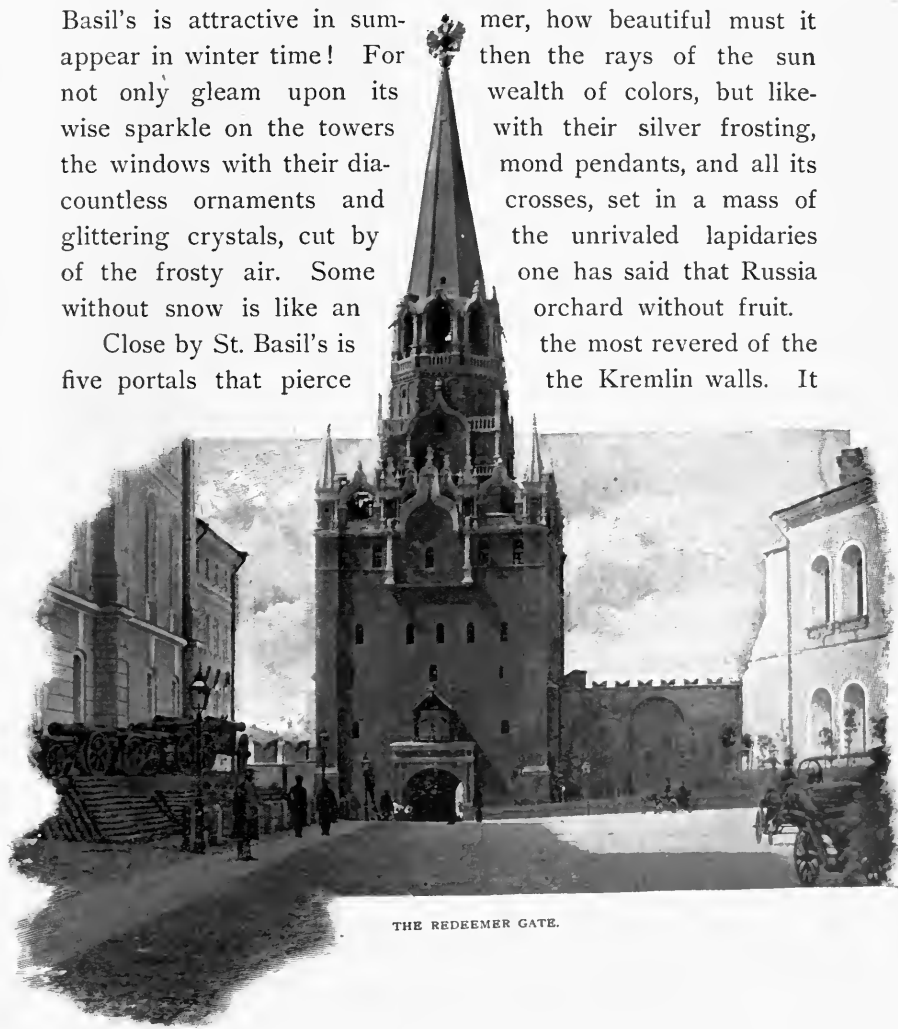 Basil's is attractive in sum- mer, how beautiful must it
appear in winter time! For then the rays of the sun
not only gleam upon its wealth of colors, but like-
wise sparkle on the towers with their silver frosting,
the windows with their dia- mond pendants, and all its
countless ornaments and crosses, set in a mass of
glittering crystals, cut by the unrivaled lapidaries
of the frosty air. Some one has said that Russia
without snow is like an orchard without fruit.
Close by St. Basil's is the most revered of the
five portals that pierce the Kremlin walls. It
THE REDEEMER GATE.